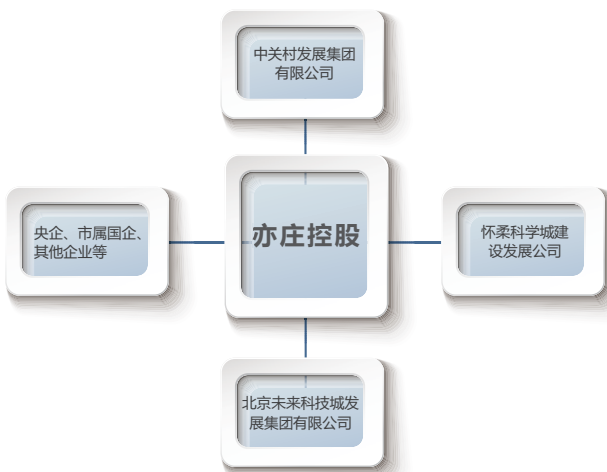 中关村发展集团
有限公司
央企、市属国企、
其他企业等
亦庄控股
怀柔科学城建
设发展公司
北京未来科技城发
展集团有限公司